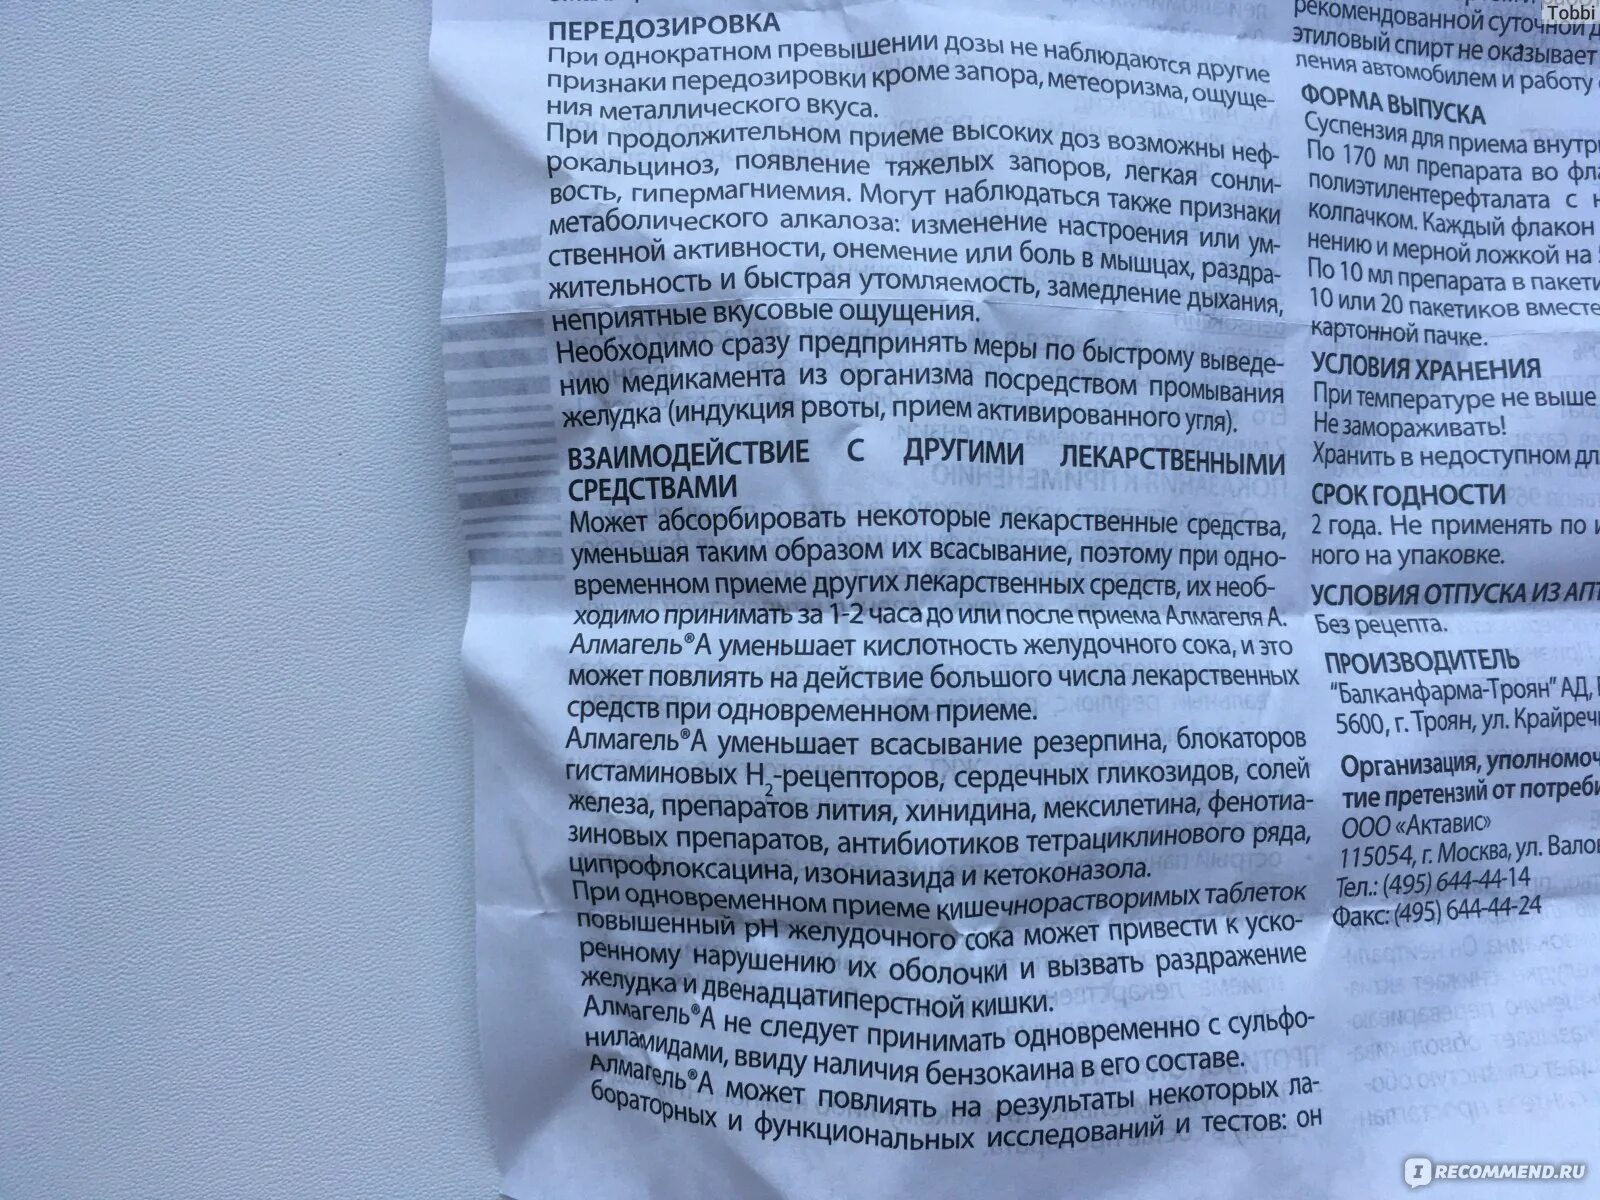 ПЕРЕДОЗИРОВКА
При однократном превышении дозы не наблюдаются другие
признаки передозировки кроме запора, метеоризма, ощуще-
ния металлического вкуса.
При продолжительном приеме высоких доз возможны неф-
рокальциноз, появление тяжелых запоров, легкая сонли-
вость, гипермагниемия. Могут наблюдаться также признаки
метаболического алкалоза: изменение настроения или ум-
ственной активности, онемение или боль в мышцах, раздра-
жительность и быстрая утомляемость, замедление дыхания,
неприятные вкусовые ощущения.
Необходимо сразу предпринять меры по быстрому выведе-
нию медикамента из организма посредством промывания
желудка (индукция рвоты, прием активированного угля).
ВЗАИМОДЕЙСТВИЕ С ДРУГИМИ ЛЕКАРСТВЕННЫМИ
СРЕДСТВАМИ
Может абсорбировать некоторые лекарственные средства,
уменьшая таким образом их всасывание, поэтому при одно-
временном приеме других лекарственных средств, их необ-
ходимо принимать за 1-2 часа до или после приема Алмагеля А.
Алмагель®А уменьшает кислотность желудочного сока, и это
может повлиять на действие большого числа лекарственных
средств при одновременном приеме.
Алмагель®А уменьшает всасывание резерпина, блокаторов
гистаминовых H2-рецепторов, сердечных гликозидов, солей
железа, препаратов лития, хинидина, мексилетина, фенотиа-
зиновых препаратов, антибиотиков тетрациклинового ряда,
ципрофлоксацина, изониазида и кетоконазола.
При одновременном приеме кишечнорастворимых таблеток
повышенный pH желудочного сока может привести к уско-
ренному нарушению их оболочки и вызвать раздражение
желудка и двенадцатиперстной кишки.
Алмагель®А не следует принимать одновременно с сульфо-
ниламидами, ввиду наличия бензокаина в его составе.
Алмагель®А может повлиять на результаты некоторых ла-
бораторных и функциональных исследований и тестов: он
рекомендованной суточной
этиловый спирт не оказывает
ления автомобилем и работу
ФОРМА ВЫПУСКА
Суспензия для приема внутр
По 170 мл препарата во фла
полиэтилентерефталата с
колпачком. Каждый флакон
нению и мерной ложкой на
По 10 мл препарата в пакети
10 или 20 пакетиков вместе
картонной пачке.
УСЛОВИЯ ХРАНЕНИЯ
При температуре не выше
Не замораживать!
Хранить в недоступном дл
СРОК ГОДНОСТИ
2 года. Не применять по и
ного на упаковке.
УСЛОВИЯ ОТПУСКА ИЗ АПТ
Без рецепта.
ПРОИЗВОДИТЕЛЬ
"Балканфарма-Троян" АД,
5600, г. Троян, ул. Крайречн
Организация, уполномоч
тие претензий от потреби
ООО «Актавис»
115054, г. Москва, ул. Валов
Тел.: (495) 644-44-14
Факс: (495) 644-44-24
Tobbi
IRECOMMEND.RU